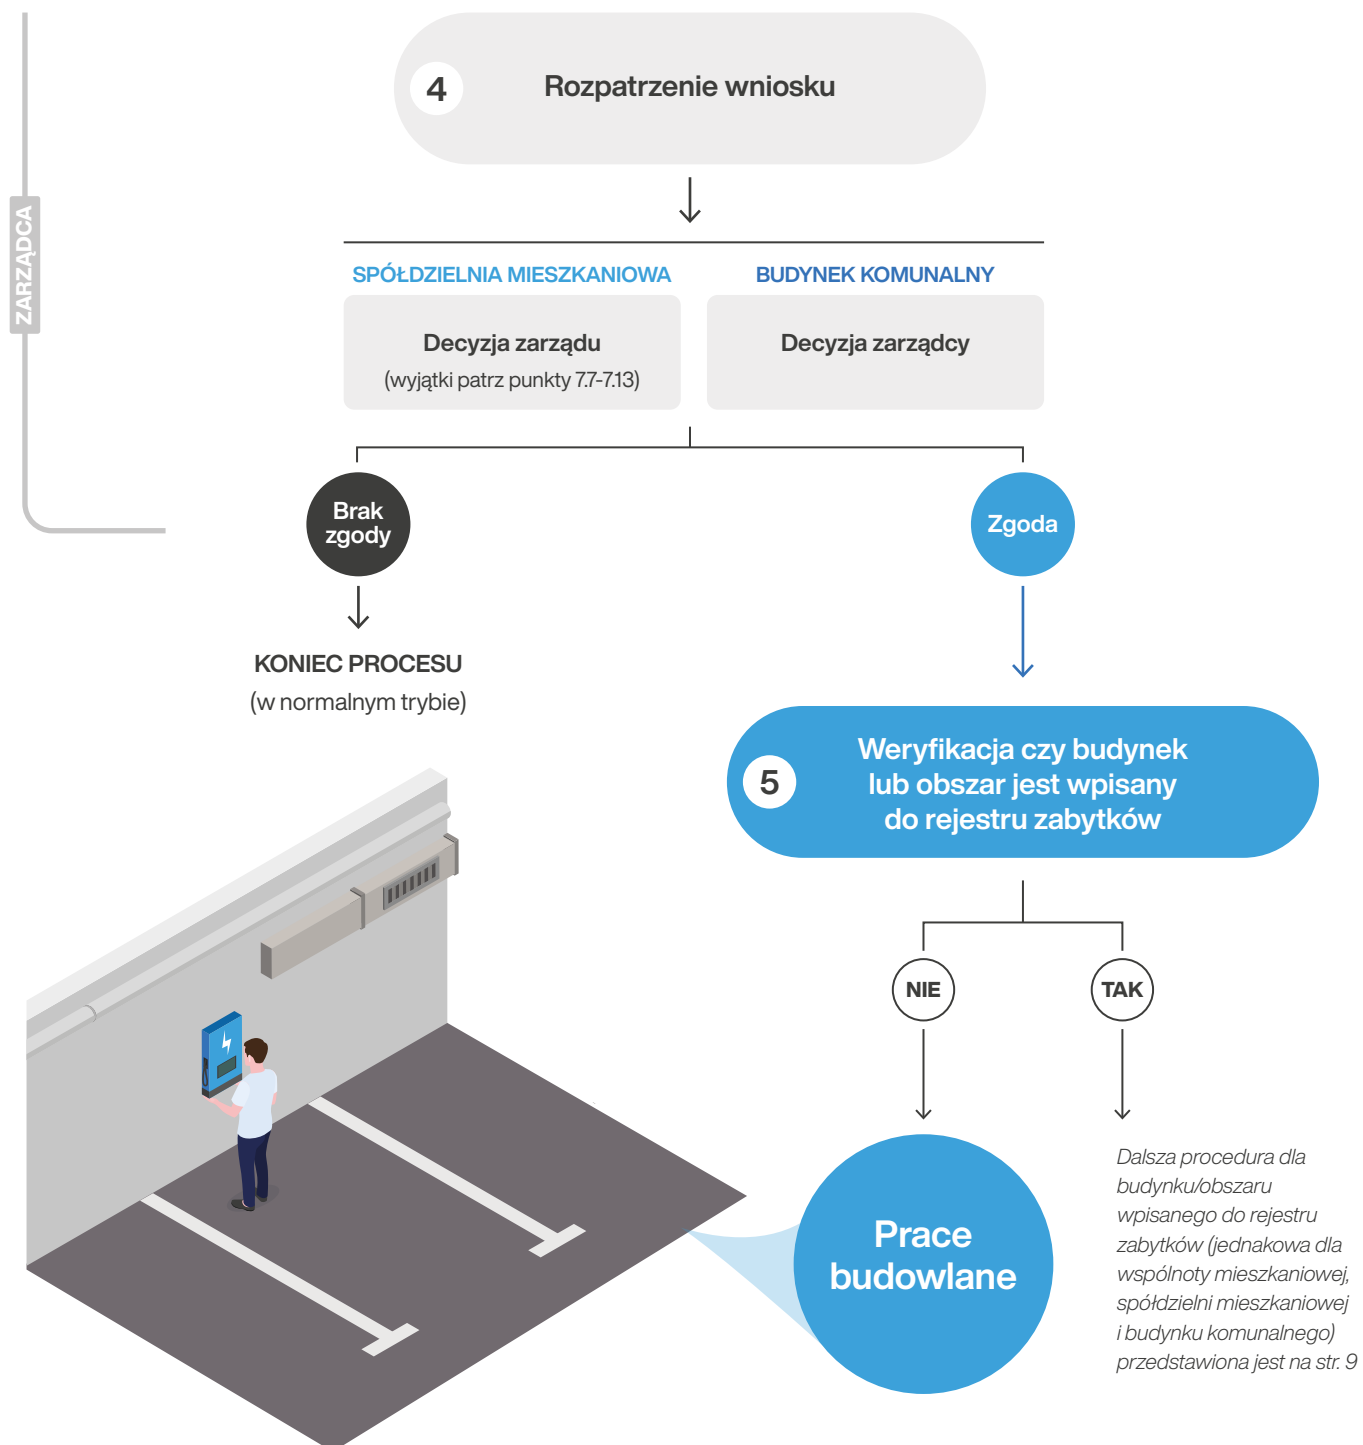 4
Rozpatrzenie wniosku
ZARZĄDCA
SPÓŁDZIELNIA MIESZKANIOWA
Decyzja zarządu
(wyjątki patrz punkty 7.7-7.13)
BUDYNEK KOMUNALNY
Decyzja zarządcy
Brak
zgody
Zgoda
KONIEC PROCESU
(w normalnym trybie)
5
Weryfikacja czy budynek
lub obszar jest wpisany
do rejestru zabytków
NIE
TAK
Prace
budowlane
Dalsza procedura dla
budynku/obszaru
wpisanego do rejestru
zabytków (jednakowa dla
wspólnoty mieszkaniowej,
spółdzielni mieszkaniowej
i budynku komunalnego)
przedstawiona jest na str. 9